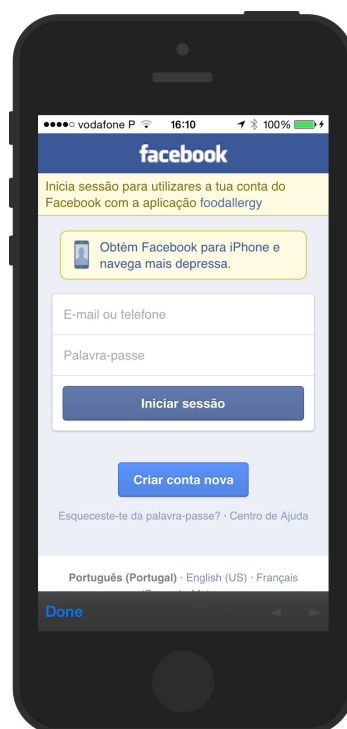 vodafone P 16:10 100%
facebook
Inicia sessão para utilizares a tua conta do
Facebook com a aplicação foodallergy
Obtém Facebook para iPhone e
navega mais depressa.
E-mail ou telefone
Palavra-passe
Iniciar sessão
Criar conta nova
Esqueceste-te da palavra-passe? · Centro de Ajuda
Português (Portugal) · English (US) · Français
Done